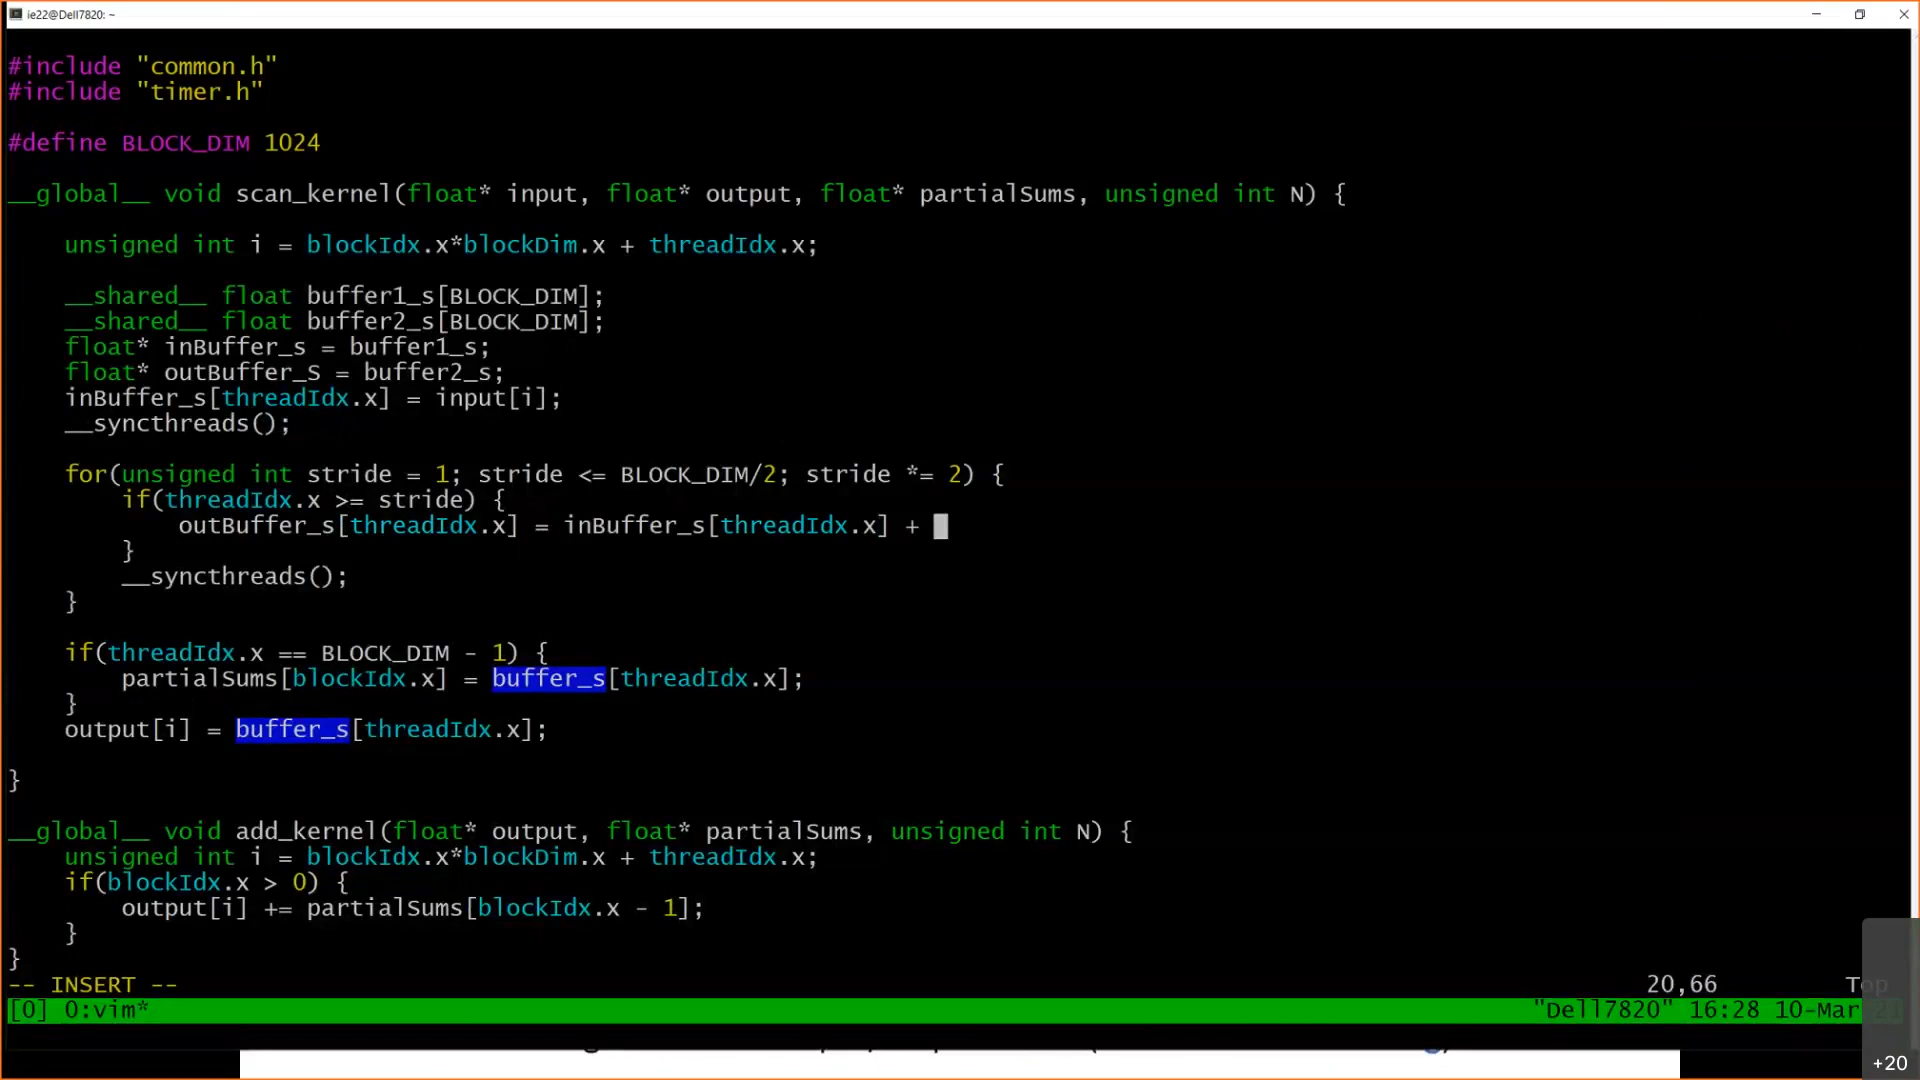 ie22@Dell7820: ~
#include "common.h"
#include "timer.h"
#define BLOCK_DIM 1024
__global__ void scan_kernel(float* input, float* output, float* partialSums, unsigned int N) {
unsigned int i = blockIdx.x*blockDim.x + threadIdx.x;
__shared__ float buffer1_s[BLOCK_DIM];
__shared__ float buffer2_s[BLOCK_DIM];
float* inBuffer_s = buffer1_s;
float* outBuffer_S = buffer2_s;
inBuffer_s[threadIdx.x] = input[i];
__syncthreads();
for(unsigned int stride = 1; stride <= BLOCK_DIM/2; stride *= 2) {
if(threadIdx.x >= stride) {
outBuffer_s[threadIdx.x] = inBuffer_s[threadIdx.x] +
}
__syncthreads();
}
if(threadIdx.x == BLOCK_DIM - 1) {
partialSums[blockIdx.x] = buffer_s[threadIdx.x];
}
output[i] = buffer_s[threadIdx.x];
}
__global__ void add_kernel(float* output, float* partialSums, unsigned int N) {
unsigned int i = blockIdx.x*blockDim.x + threadIdx.x;
if(blockIdx.x > 0) {
output[i] += partialSums[blockIdx.x - 1];
}
}
-- INSERT -- 20,66 Top
[0] 0:vim* "Dell7820" 16:28 10-Mar
+20